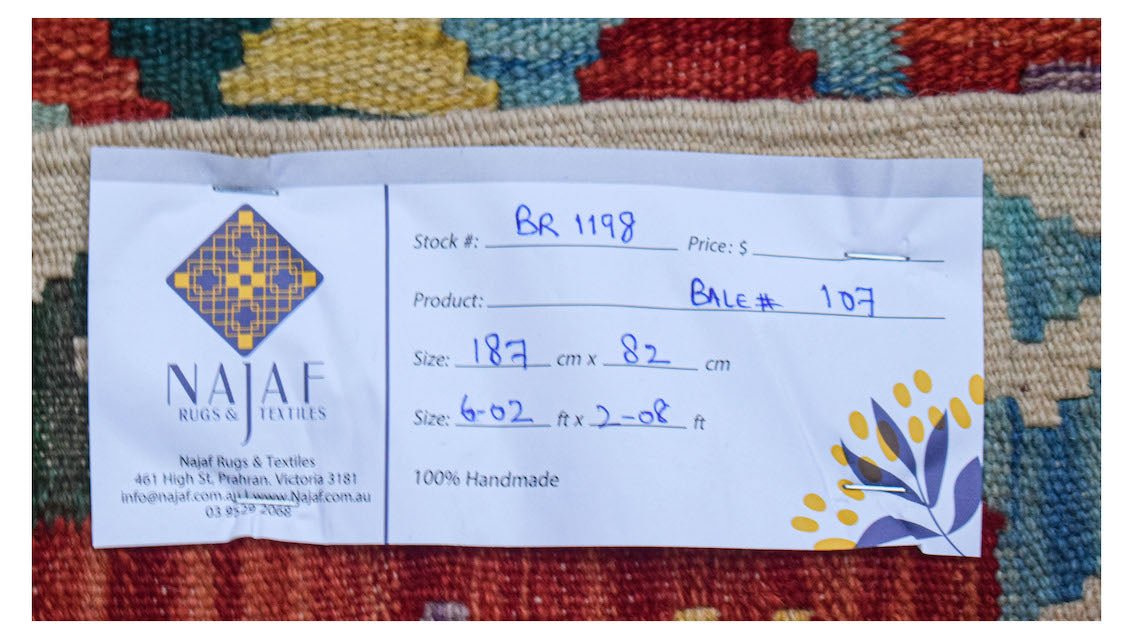 NAJAF
RUGS & TEXTILES
Najaf Rugs & Textiles
461 High St, Prahran, Victoria 3181
info@najaf.com.au | www.Najaf.com.au
03 9529 2068
Stock #: BR 1198 Price: $
Product: BALE # 107
Size: 187 cm x 82 cm
Size: 6-02 ft x 2-08 ft
100% Handmade